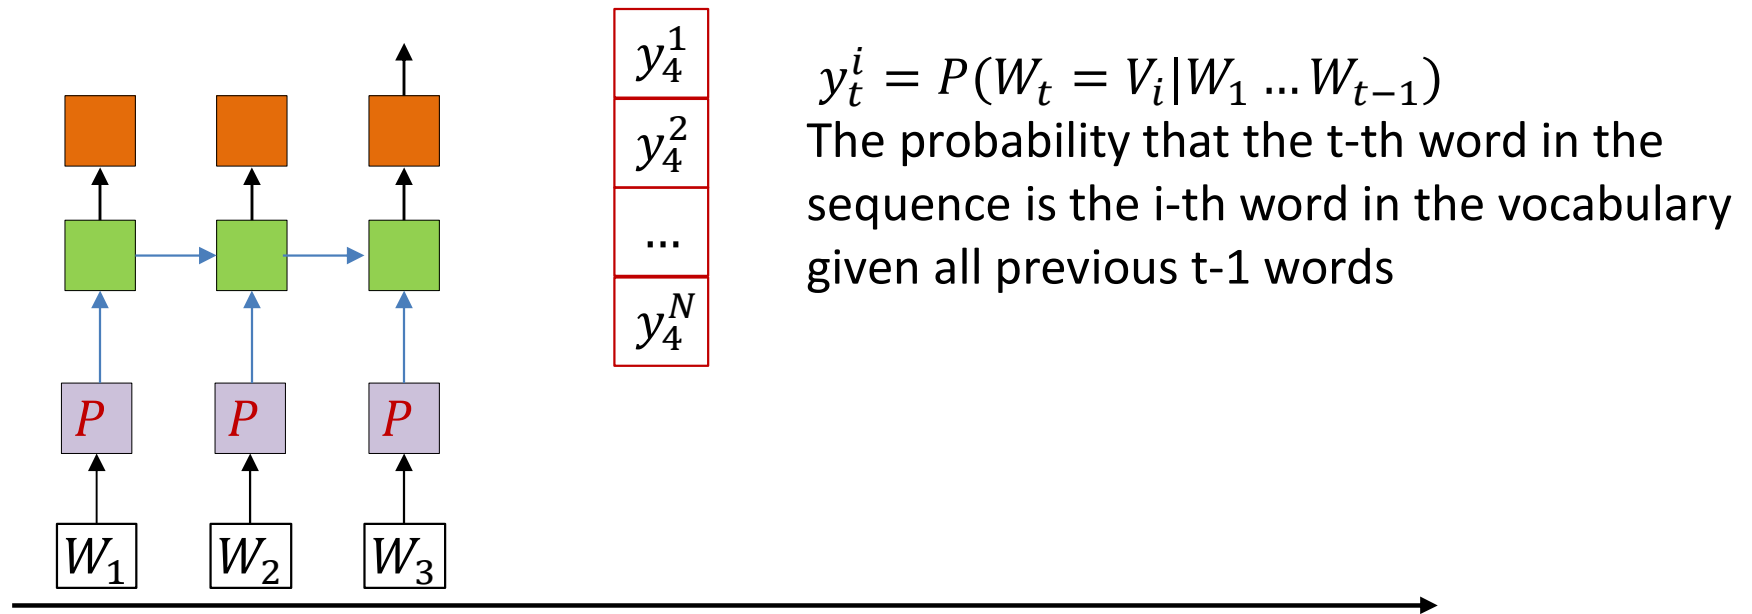 y_4^1
y_4^2
...
y_4^N
y_t^i = P(W_t = V_i|W_1 ... W_{t−1})
The probability that the t-th word in the
sequence is the i-th word in the vocabulary
given all previous t-1 words
P P P
W_1 W_2 W_3